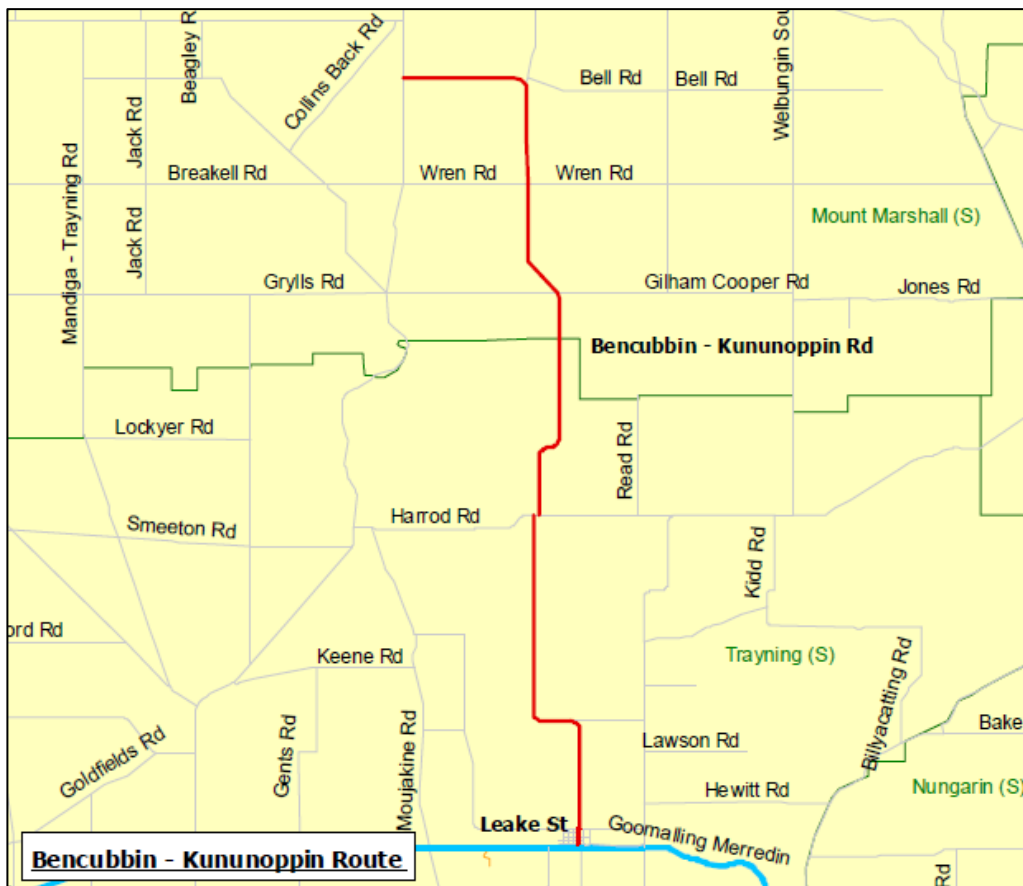 Beagley R
Collins Back Rd
Bell Rd
Bell Rd
Welbungin Sou
Jack Rd
Breakell Rd
Wren Rd
Wren Rd
Mandiga - Trayning Rd
Jack Rd
Mount Marshall (S)
Grylls Rd
Gilham Cooper Rd
Jones Rd
Bencubbin - Kununoppin Rd
Lockyer Rd
Read Rd
Harrod Rd
Smeeton Rd
Kidd Rd
ord Rd
Keene Rd
Trayning (S)
Billyacatting Rd
Goldfields Rd
Gents Rd
Moujakine Rd
Lawson Rd
Bake
Hewitt Rd
Nungarin (S)
Leake St
Goomalling Merredin
Bencubbin - Kununoppin Route
Rd